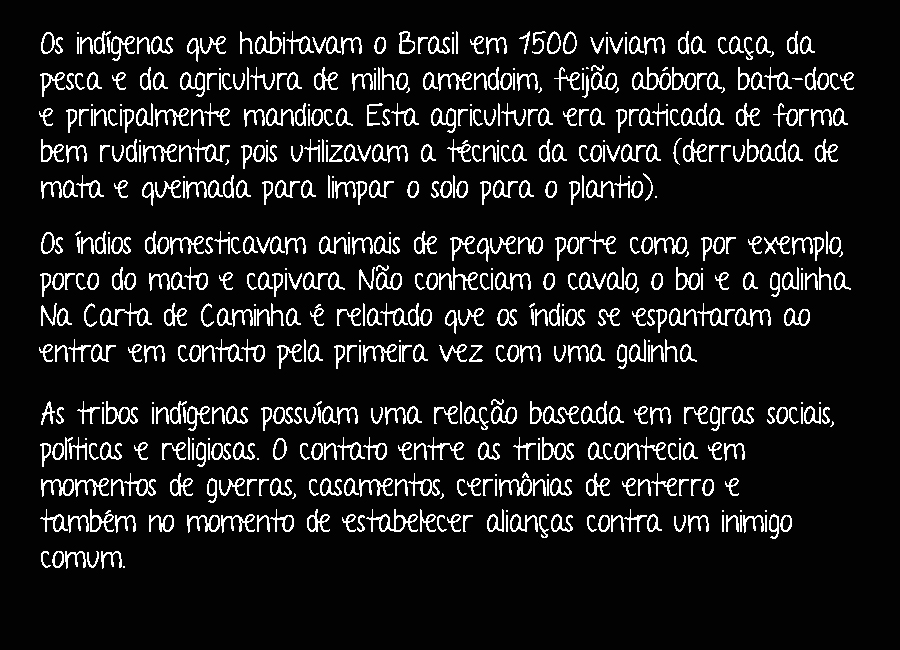 Os indígenas que habitavam o Brasil em 1500 viviam da caça, da
pesca e da agricultura de milho, amendoim, feijão, abóbora, bata-doce
e principalmente mandioca. Esta agricultura era praticada de forma
bem rudimentar, pois utilizavam a técnica da coivara (derrubada de
mata e queimada para limpar o solo para o plantio).
Os índios domesticavam animais de pequeno porte como, por exemplo,
porco do mato e capivara. Não conheciam o cavalo, o boi e a galinha.
Na Carta de Caminha é relatado que os índios se espantaram ao
entrar em contato pela primeira vez com uma galinha.
As tribos indígenas possuíam uma relação baseada em regras sociais,
políticas e religiosas. O contato entre as tribos acontecia em
momentos de guerras, casamentos, cerimônias de enterro e
também no momento de estabelecer alianças contra um inimigo
comum.